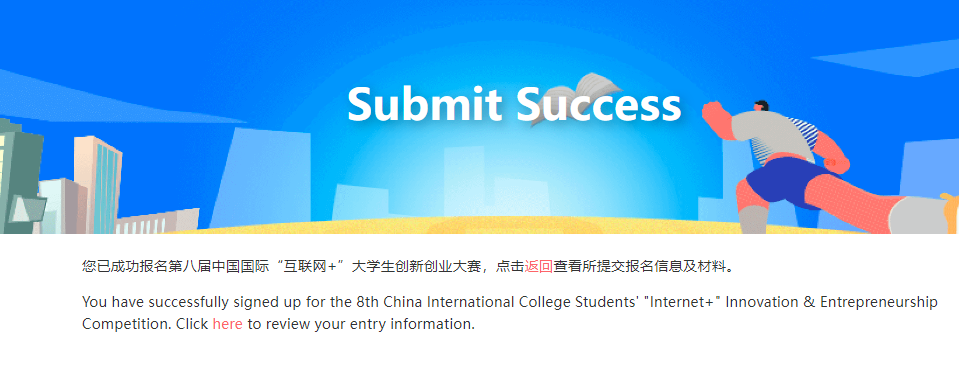 Submit Success
您已成功报名第八届中国国际“互联网+”大学生创新创业大赛，点击返回查看所提交报名信息及材料。
You have successfully signed up for the 8th China International College Students' "Internet+" Innovation & Entrepreneurship
Competition. Click here to review your entry information.